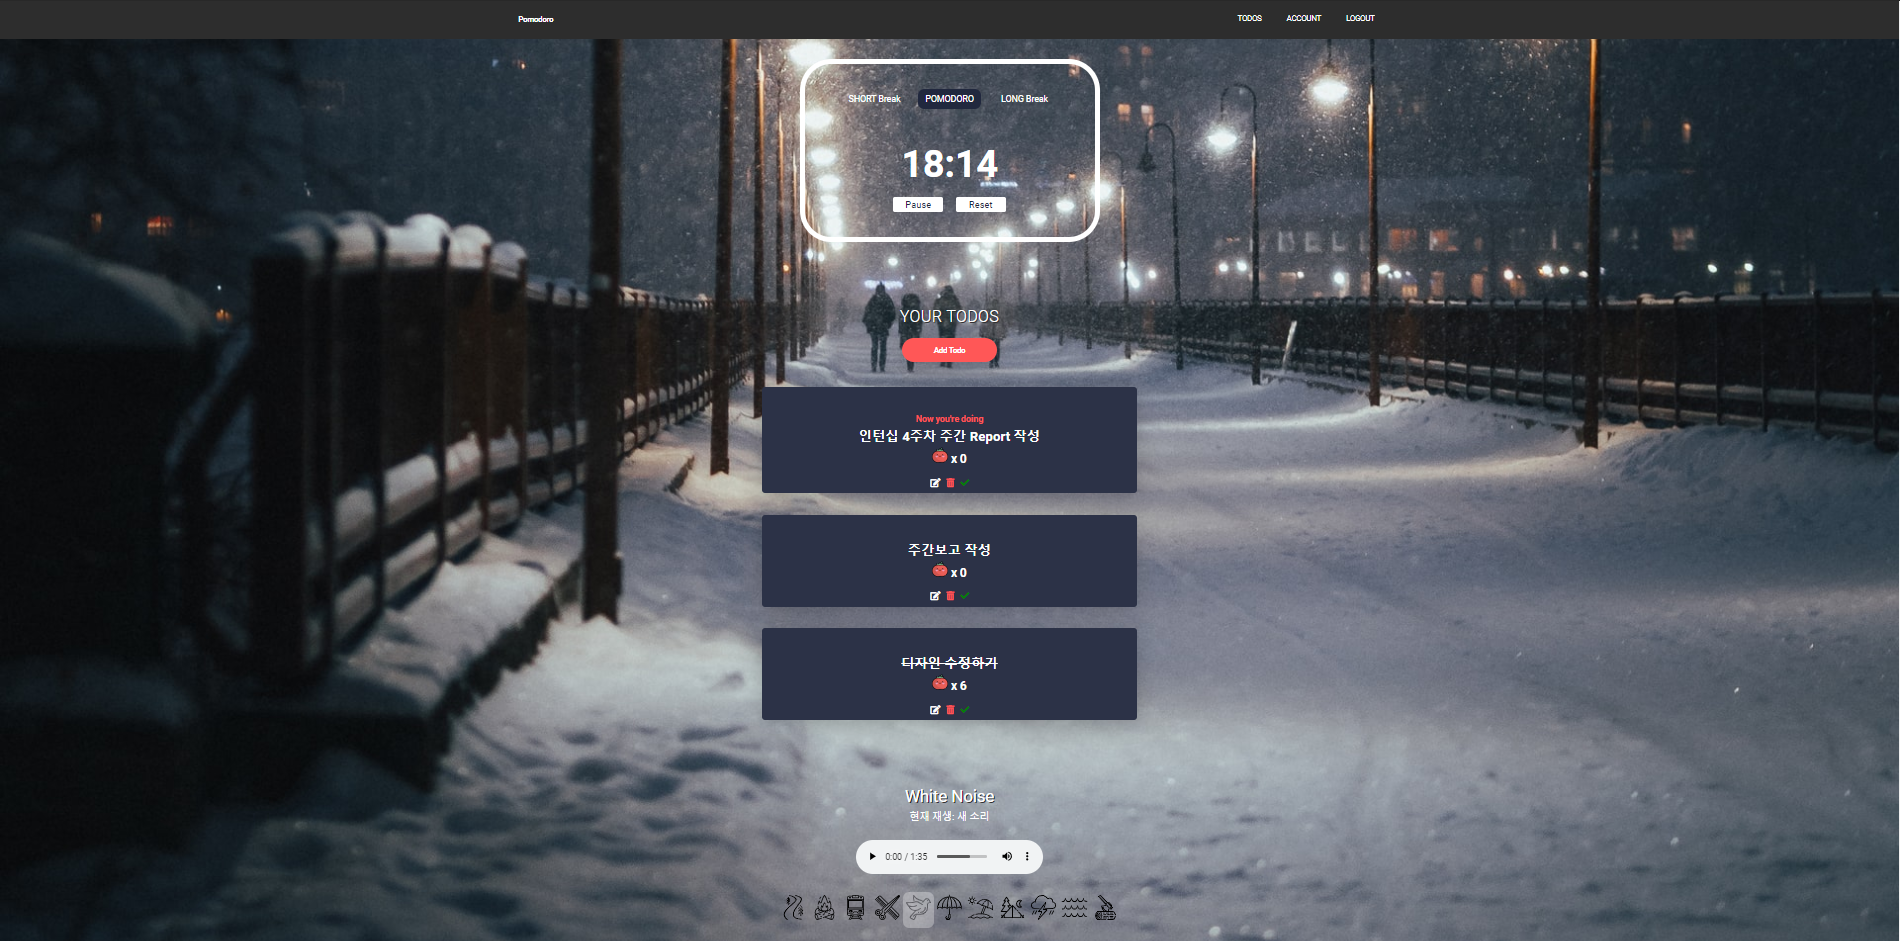 Pomodoro
TODOS
ACCOUNT
LOGOUT
SHORT Break
POMODORO
LONG Break
18:14
Pause
Reset
YOUR TODOS
Add Todo
Now you're doing
인턴십 4주차 주간 Report 작성
x 0
주간보고 작성
x 0
디자인 수정하기
x 6
White Noise
현재 재생: 새 소리
0:00 / 1:35